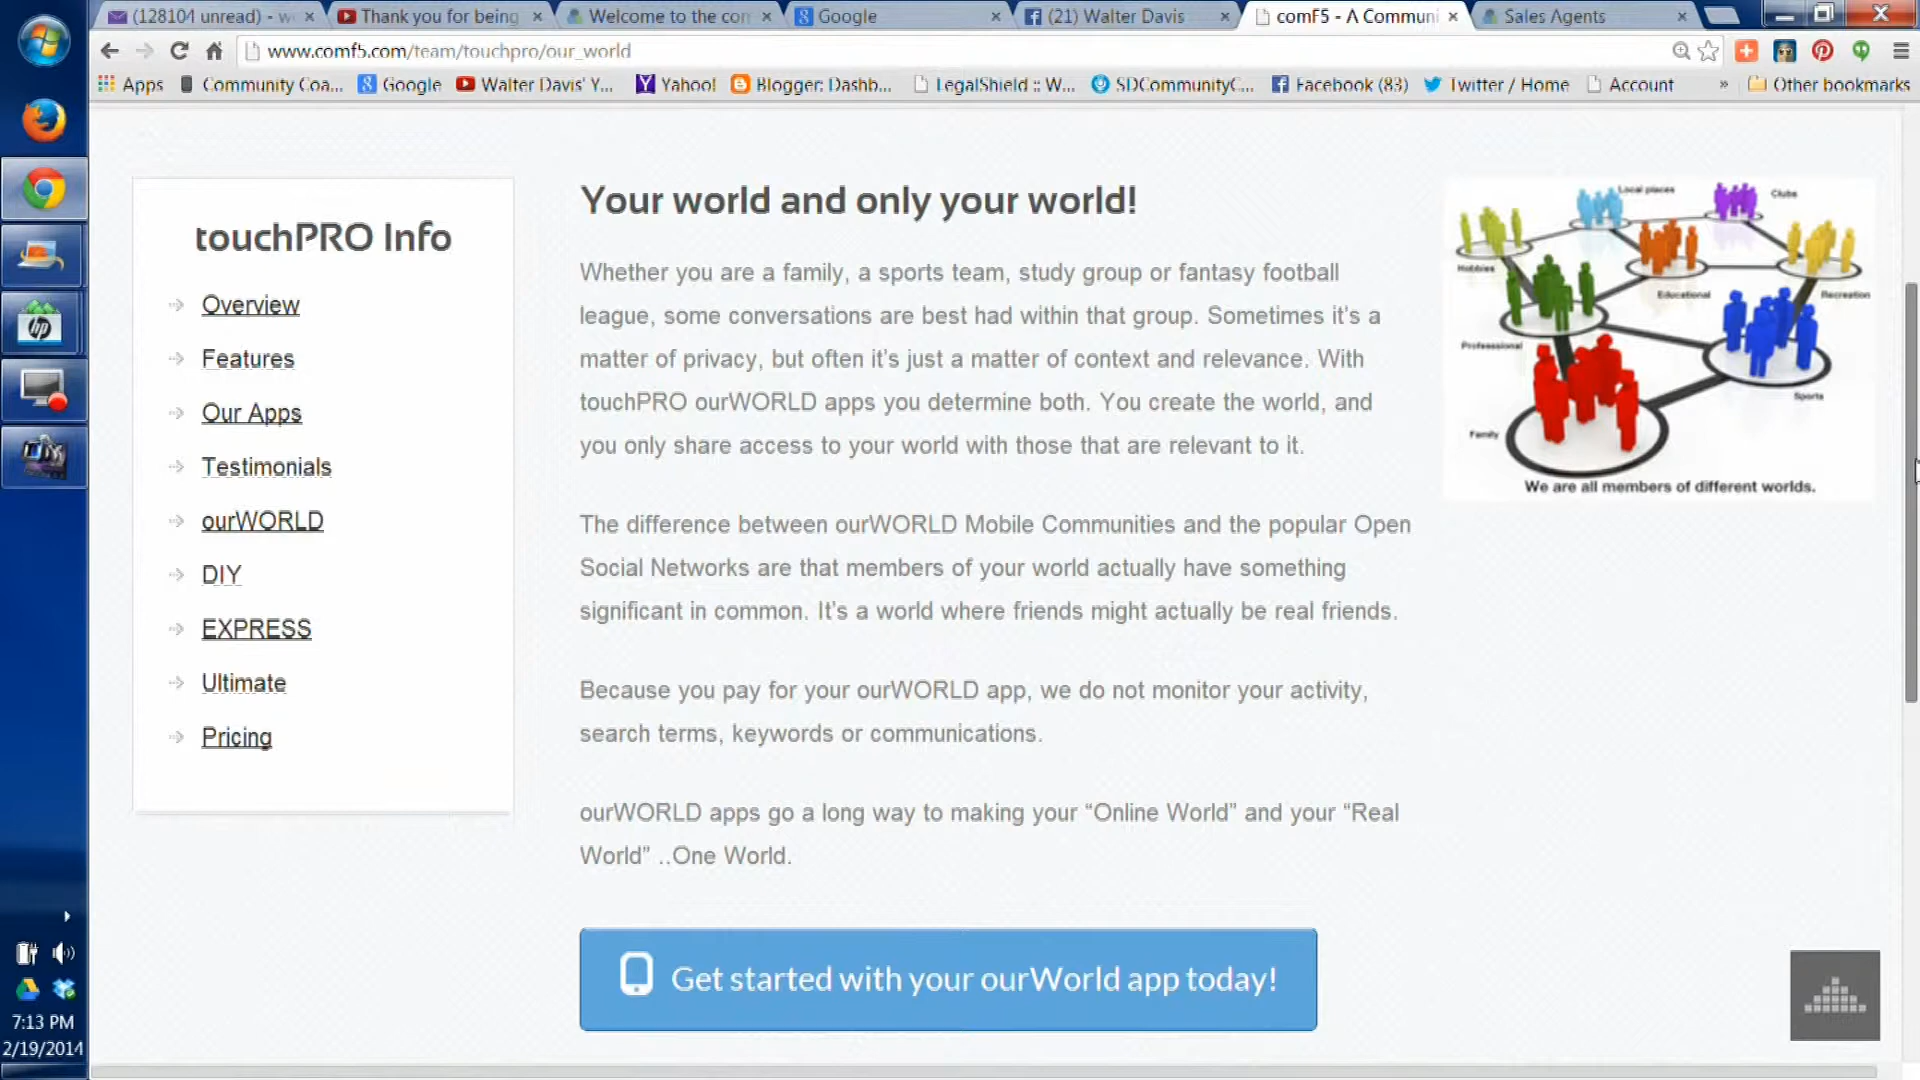 (128104 unread) - w
Thank you for being
Welcome to the con
Google
(21) Walter Davis
comF5 - A Communi
Sales Agents
www.comf5.com/team/touchpro/our_world
Apps
Community Coa...
Google
Walter Davis' Y...
Yahoo!
Blogger: Dashb...
LegalShield :: W...
SDCommunityC...
Facebook (83)
Twitter / Home
Account
»
Other bookmarks
touchPRO Info
Overview
Features
Our Apps
Testimonials
ourWORLD
DIY
EXPRESS
Ultimate
Pricing
Your world and only your world!
Whether you are a family, a sports team, study group or fantasy football
league, some conversations are best had within that group. Sometimes it's a
matter of privacy, but often it's just a matter of context and relevance. With
touchPRO ourWORLD apps you determine both. You create the world, and
you only share access to your world with those that are relevant to it.
The difference between ourWORLD Mobile Communities and the popular Open
Social Networks are that members of your world actually have something
significant in common. It's a world where friends might actually be real friends.
Because you pay for your ourWORLD app, we do not monitor your activity,
search terms, keywords or communications.
ourWORLD apps go a long way to making your “Online World” and your “Real
World” ..One World.
Get started with your ourWorld app today!
Local places
Clubs
Hobbies
Educational
Recreation
Professional
Sports
Family
We are all members of different worlds.
hp
7:13 PM
2/19/2014